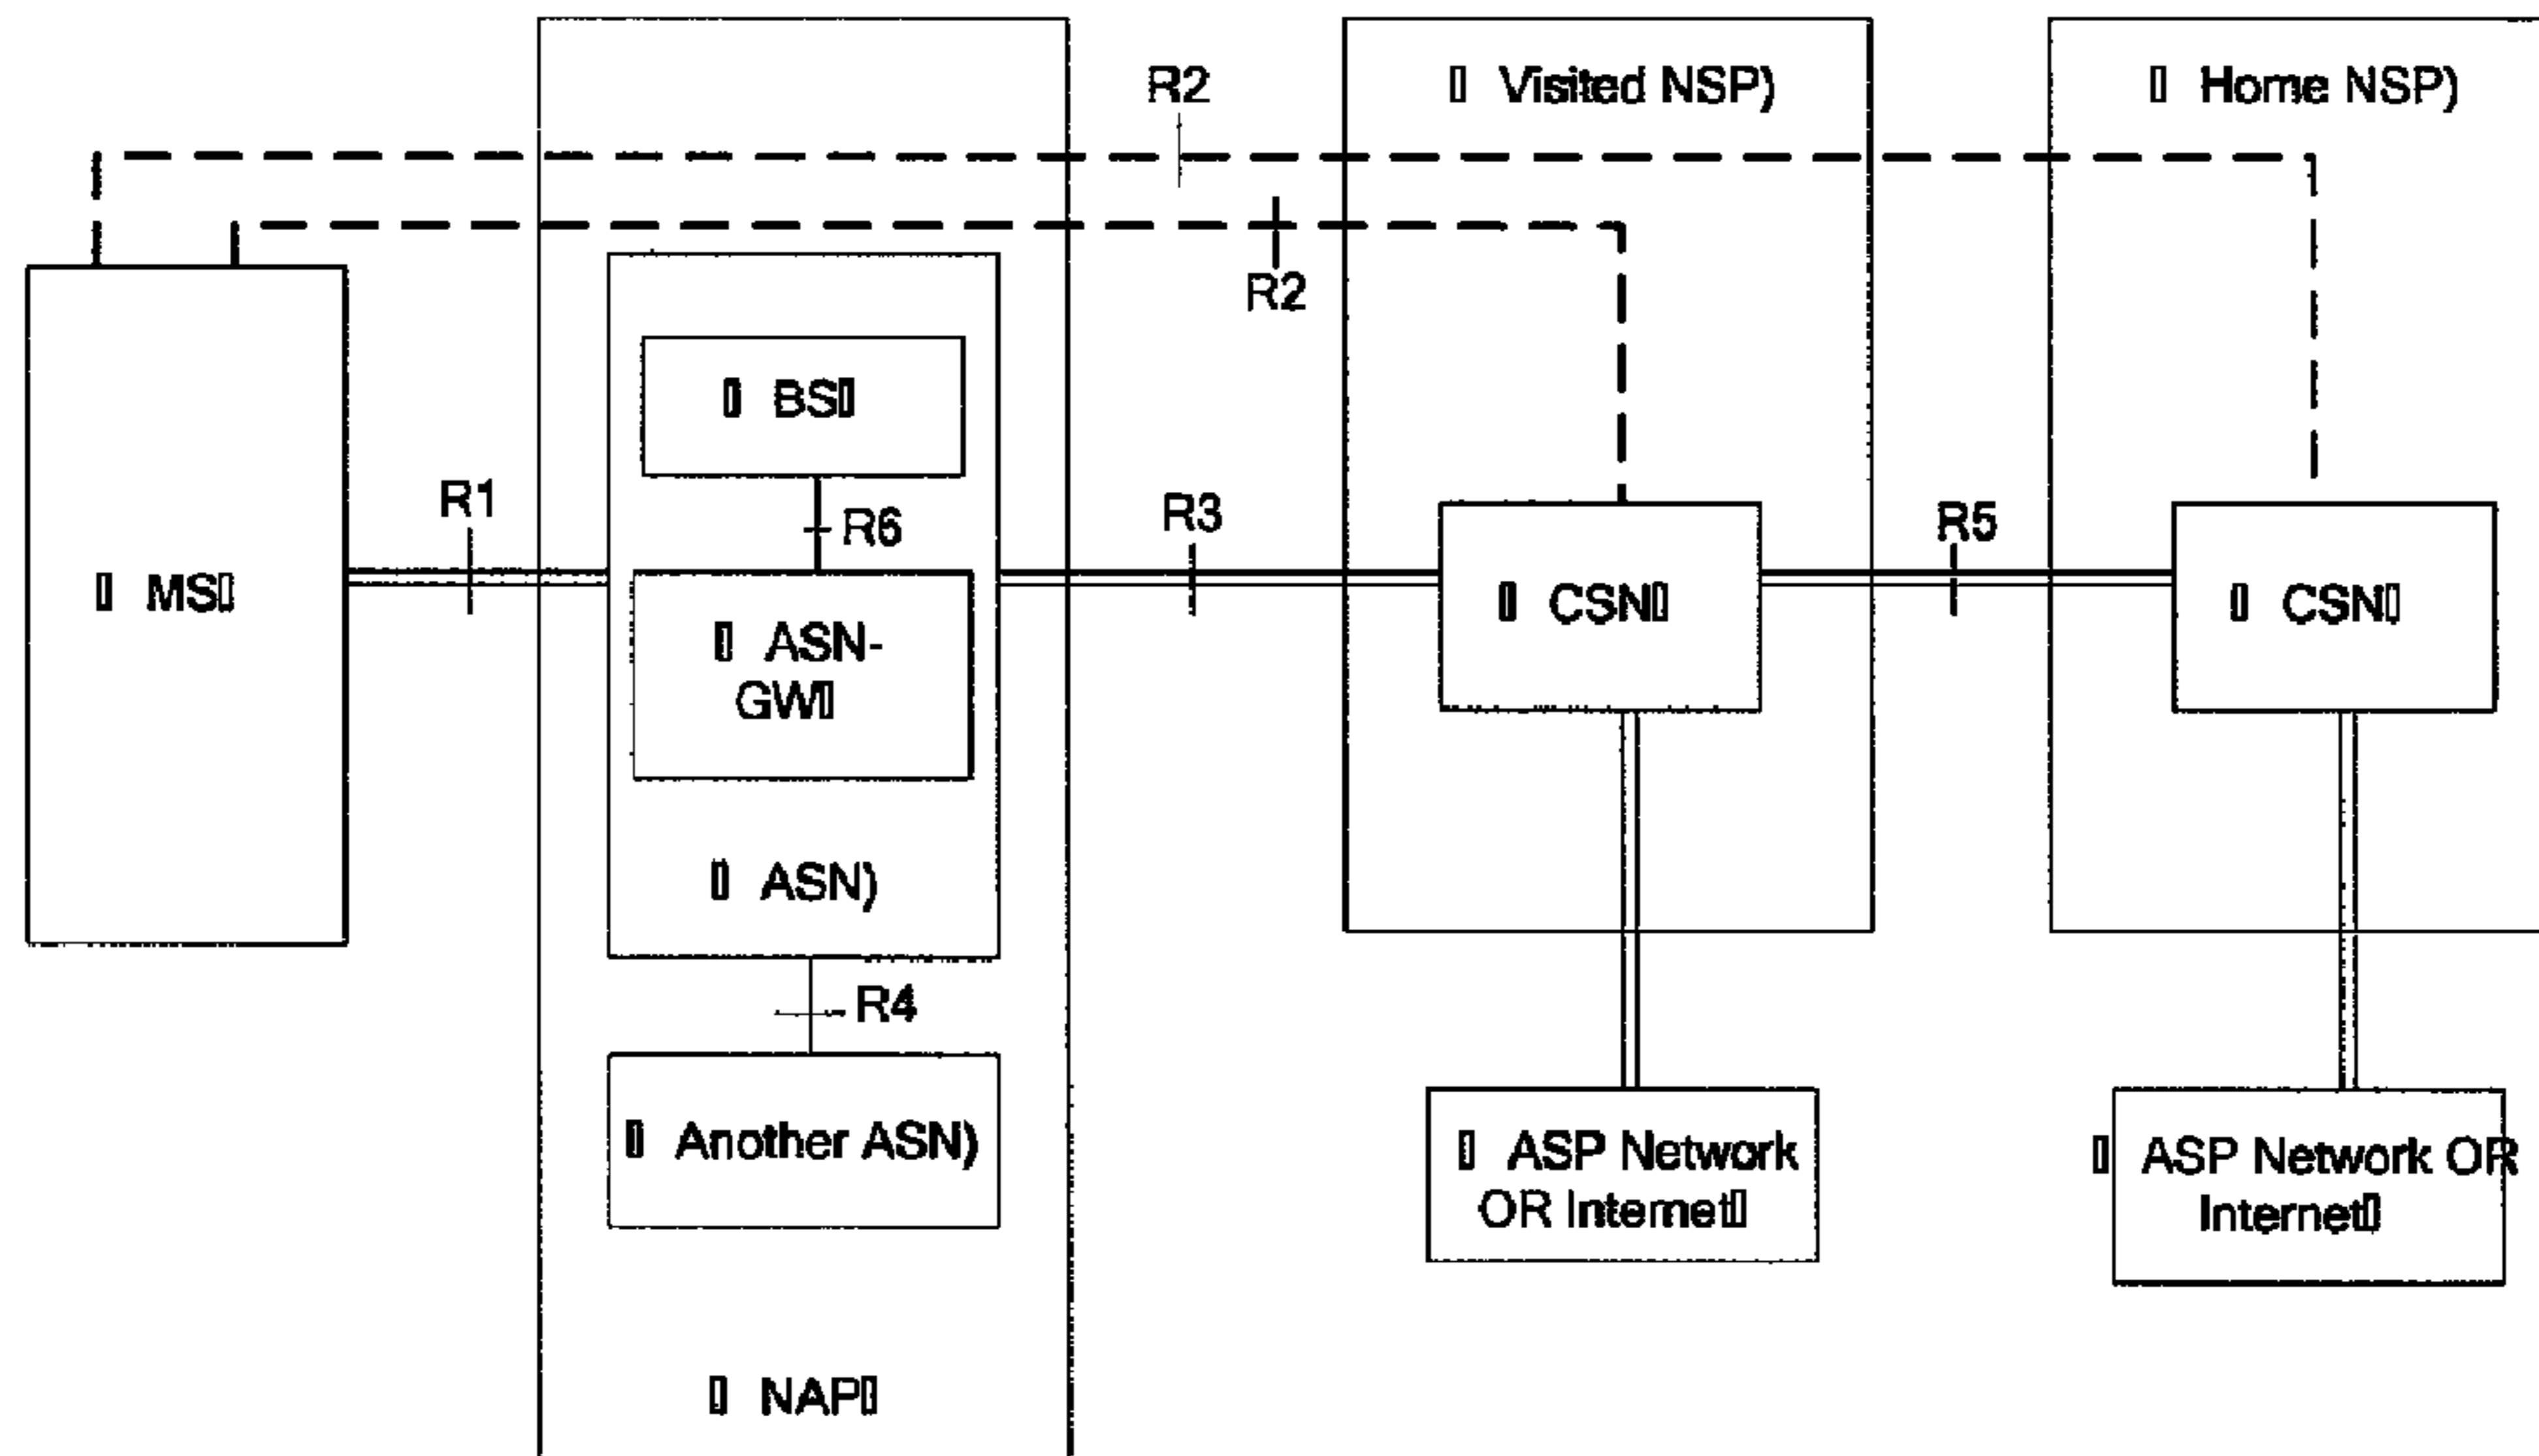 R2
▯ Visited NSP)
▯ Home NSP)
R2
▯ BS▯
R1
R6
R3
R5
▯ MS▯
▯ ASN-
GW▯
▯ CSN▯
▯ CSN▯
▯ ASN)
R4
▯ Another ASN)
▯ ASP Network
OR Internet▯
▯ ASP Network OR
Internet▯
▯ NAP▯